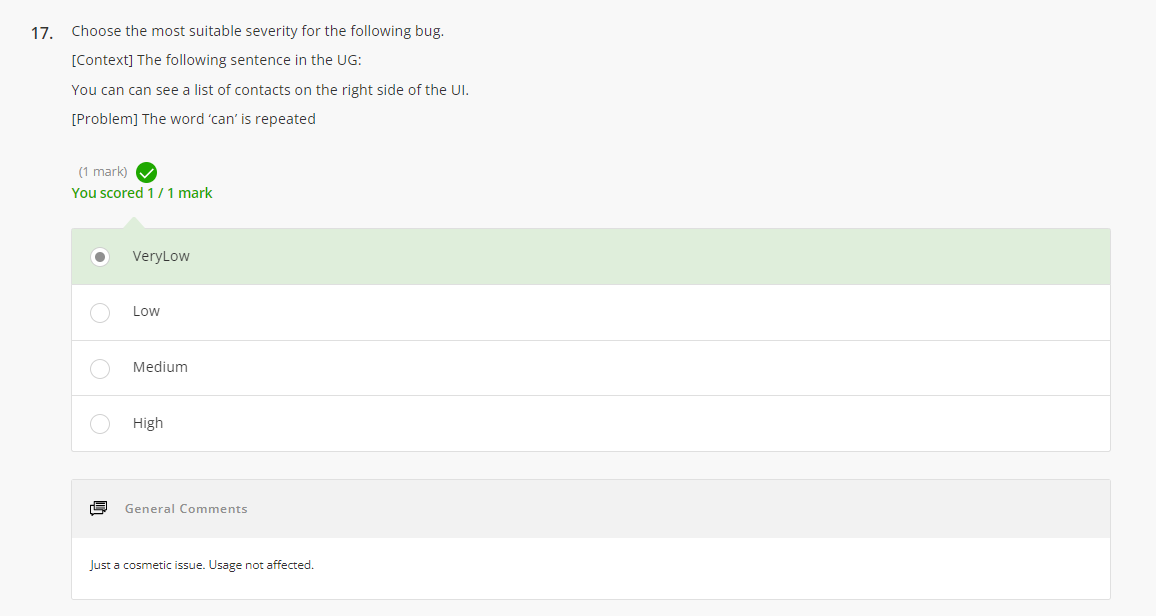 17. Choose the most suitable severity for the following bug.
[Context] The following sentence in the UG:
You can can see a list of contacts on the right side of the UI.
[Problem] The word ‘can’ is repeated
(1 mark)
You scored 1 / 1 mark
VeryLow
Low
Medium
High
General Comments
Just a cosmetic issue. Usage not affected.